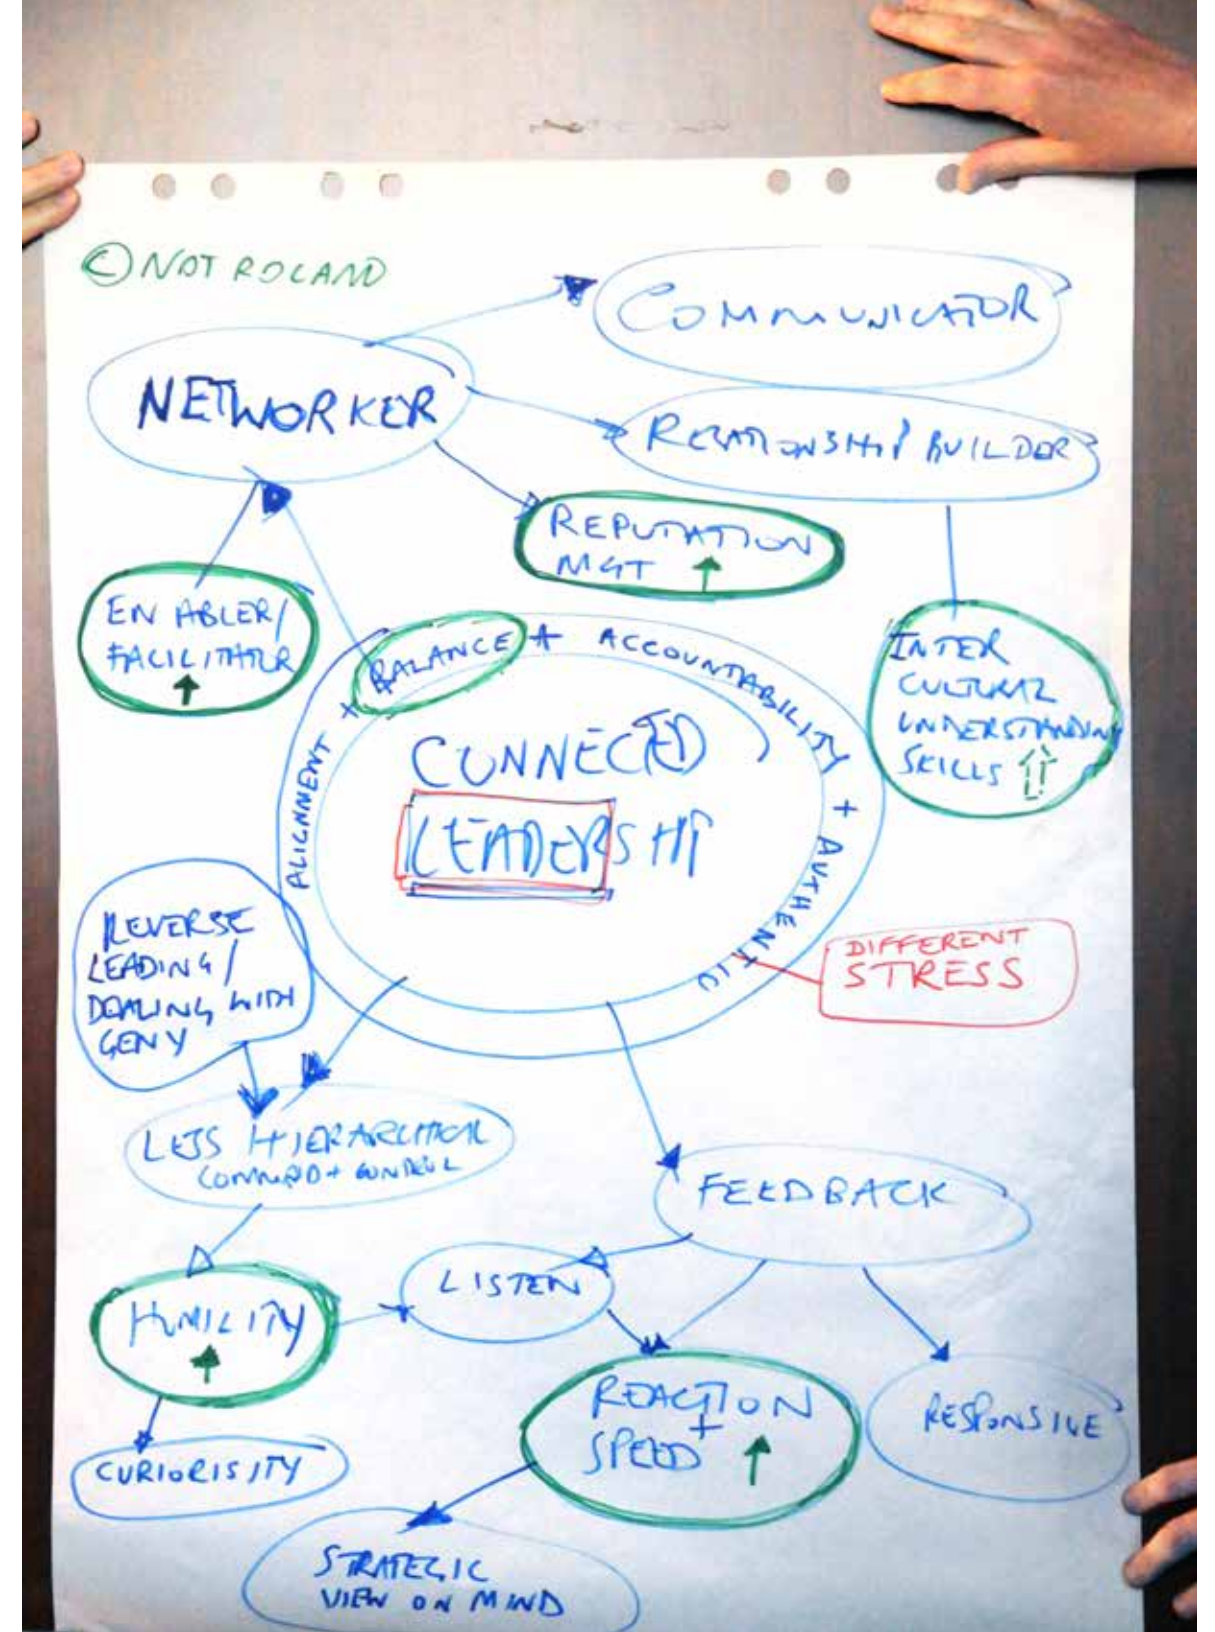 © NOT ROLAND
COMMUNICATOR
NETWORKER
RELATIONSHIP BUILDER
REPUTATION
MGT ↑
ENABLER/
FACILITATOR
↑
INTER
CULTURAL
UNDERSTANDING
SKILLS ⇧
ALIGNMENT + BALANCE + ACCOUNTABILITY + AUTHENTIC
CONNECTED
LEADERSHIP
REVERSE
LEADING/
DEALING WITH
GEN Y
DIFFERENT
STRESS
LESS HIERARCHICAL
COMMAND + CONTROL
FEEDBACK
LISTEN
HUMILITY
↑
REACTION
+
SPEED ↑
RESPONSIVE
CURIORISITY
STRATEGIC
VIEW ON MIND